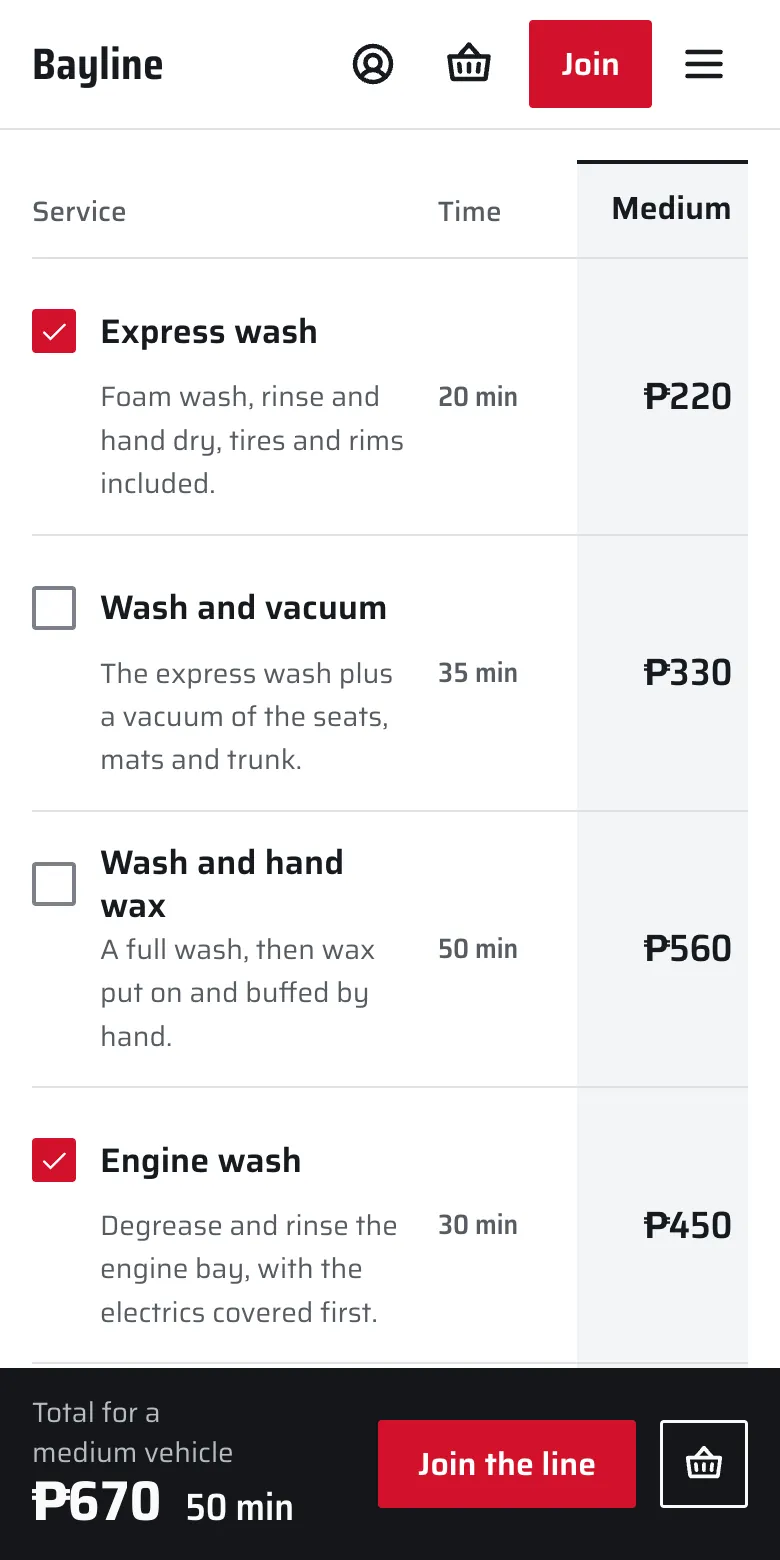 Bayline
Join
Service Time Medium
Express wash
Foam wash, rinse and
hand dry, tires and rims
included.
20 min
₱220
Wash and vacuum
The express wash plus
a vacuum of the seats,
mats and trunk.
35 min
₱330
Wash and hand
wax
A full wash, then wax
put on and buffed by
hand.
50 min
₱560
Engine wash
Degrease and rinse the
engine bay, with the
electrics covered first.
30 min
₱450
Total for a
medium vehicle
₱670 50 min
Join the line